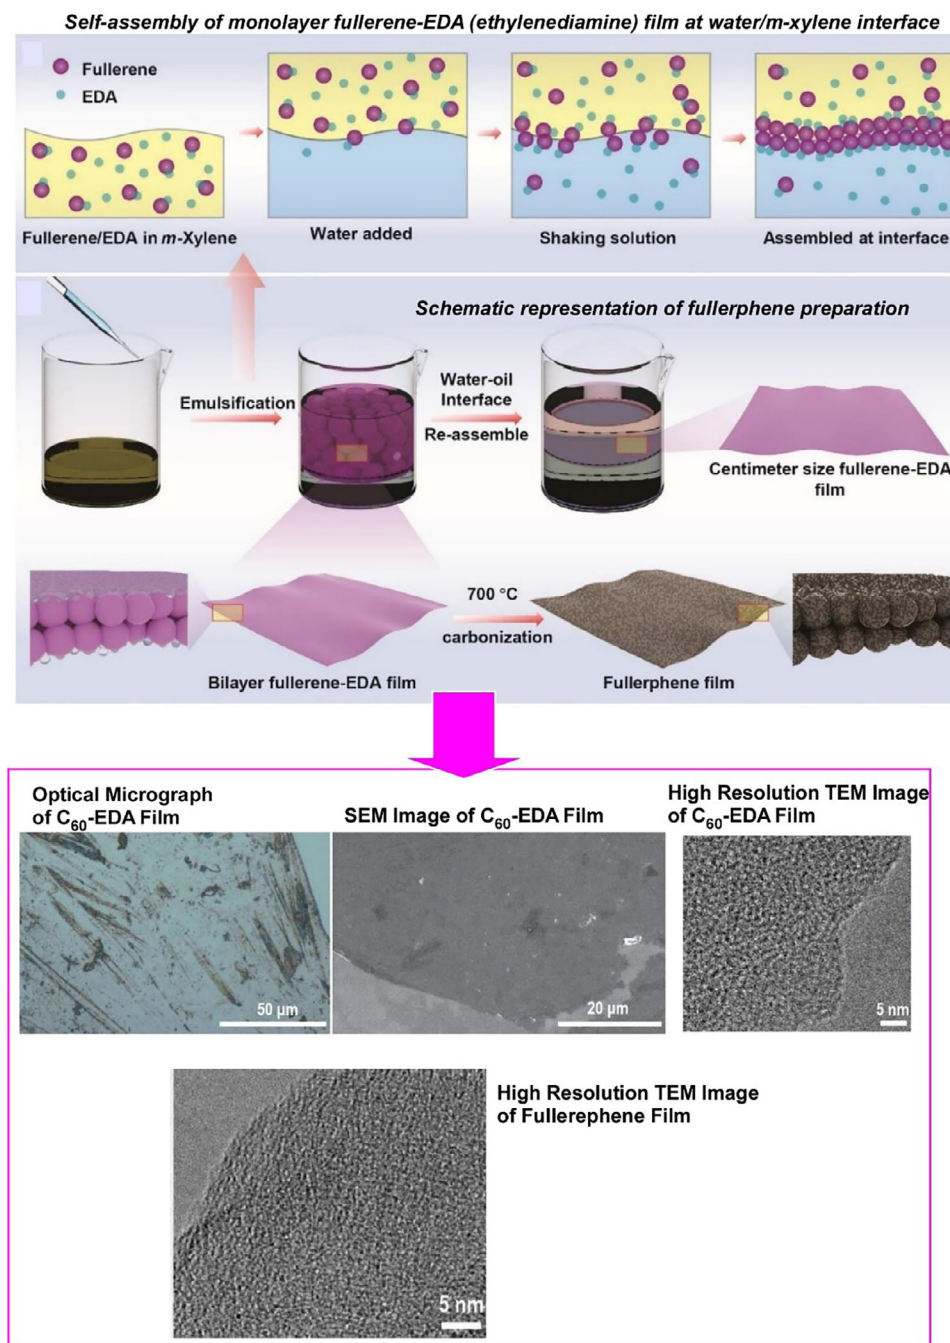 Self-assembly of monolayer fullerene-EDA (ethylenediamine) film at water/m-xylene interface
Fullerene
EDA
Fullerene/EDA in m-Xylene
Water added
Shaking solution
Assembled at interface
Schematic representation of fullerphene preparation
Emulsification
Water-oil
Interface
Re-assemble
Centimeter size fullerene-EDA
film
700 °C
carbonization
Bilayer fullerene-EDA film
Fullerphene film
Optical Micrograph
of C60-EDA Film
SEM Image of C60-EDA Film
High Resolution TEM Image
of C60-EDA Film
50 µm
20 µm
5 nm
High Resolution TEM Image
of Fullerephene Film
5 nm